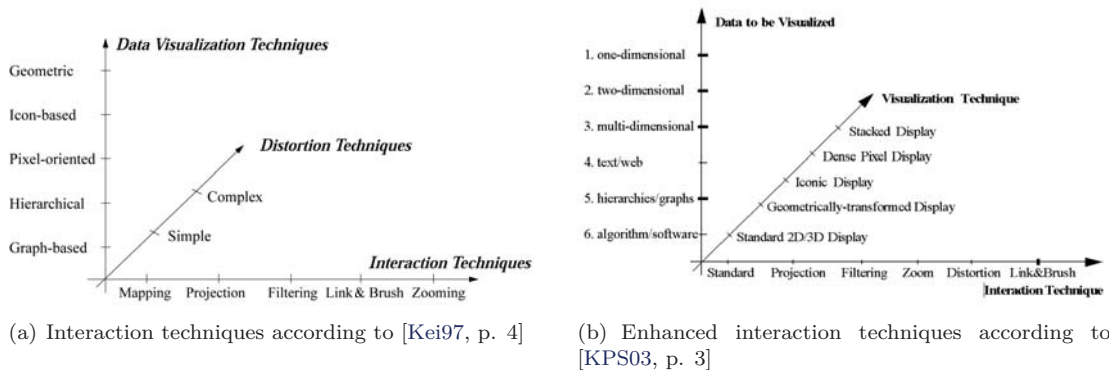 Data Visualization Techniques
Geometric
Icon-based
Pixel-oriented
Hierarchical
Graph-based
Distortion Techniques
Complex
Simple
Interaction Techniques
Mapping Projection Filtering Link & Brush Zooming
(a) Interaction techniques according to [Kei97, p. 4]
Data to be Visualized
1. one-dimensional
2. two-dimensional
3. multi-dimensional
4. text/web
5. hierarchies/graphs
6. algorithm/software
Visualization Technique
Stacked Display
Dense Pixel Display
Iconic Display
Geometrically-transformed Display
Standard 2D/3D Display
Standard Projection Filtering Zoom Distortion Link&Brush
Interaction Technique
(b) Enhanced interaction techniques according to
[KPS03, p. 3]